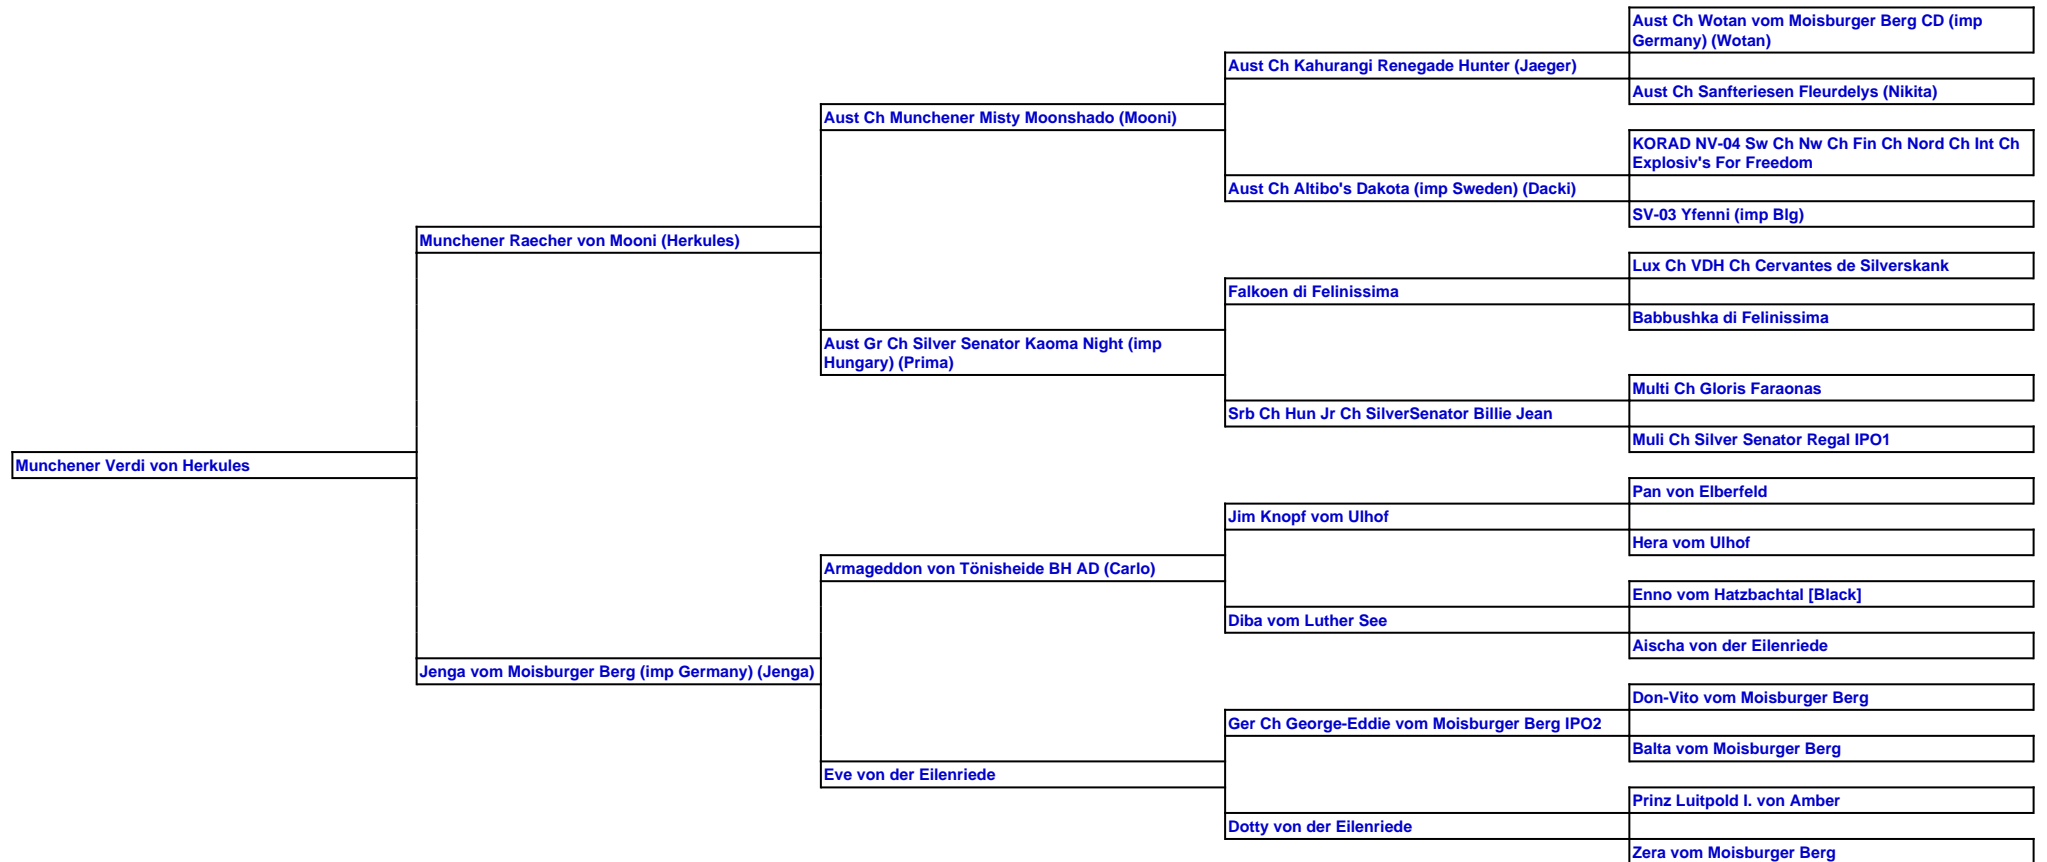 Aust Ch Wotan vom Moisburger Berg CD (imp
Germany) (Wotan)
Aust Ch Kahurangi Renegade Hunter (Jaeger)
Aust Ch Sanfteriesen Fleurdelys (Nikita)
Aust Ch Munchener Misty Moonshado (Mooni)
KORAD NV-04 Sw Ch Nw Ch Fin Ch Nord Ch Int Ch
Explosiv's For Freedom
Aust Ch Altibo's Dakota (imp Sweden) (Dacki)
SV-03 Yfenni (imp Blg)
Munchener Raecher von Mooni (Herkules)
Lux Ch VDH Ch Cervantes de Silverskank
Falkoen di Felinissima
Babbushka di Felinissima
Aust Gr Ch Silver Senator Kaoma Night (imp
Hungary) (Prima)
Multi Ch Gloris Faraonas
Srb Ch Hun Jr Ch SilverSenator Billie Jean
Muli Ch Silver Senator Regal IPO1
Munchener Verdi von Herkules
Pan von Elberfeld
Jim Knopf vom Ulhof
Hera vom Ulhof
Armageddon von Tönisheide BH AD (Carlo)
Enno vom Hatzbachtal [Black]
Diba vom Luther See
Aischa von der Eilenriede
Jenga vom Moisburger Berg (imp Germany) (Jenga)
Don-Vito vom Moisburger Berg
Ger Ch George-Eddie vom Moisburger Berg IPO2
Balta vom Moisburger Berg
Eve von der Eilenriede
Prinz Luitpold I. von Amber
Dotty von der Eilenriede
Zera vom Moisburger Berg